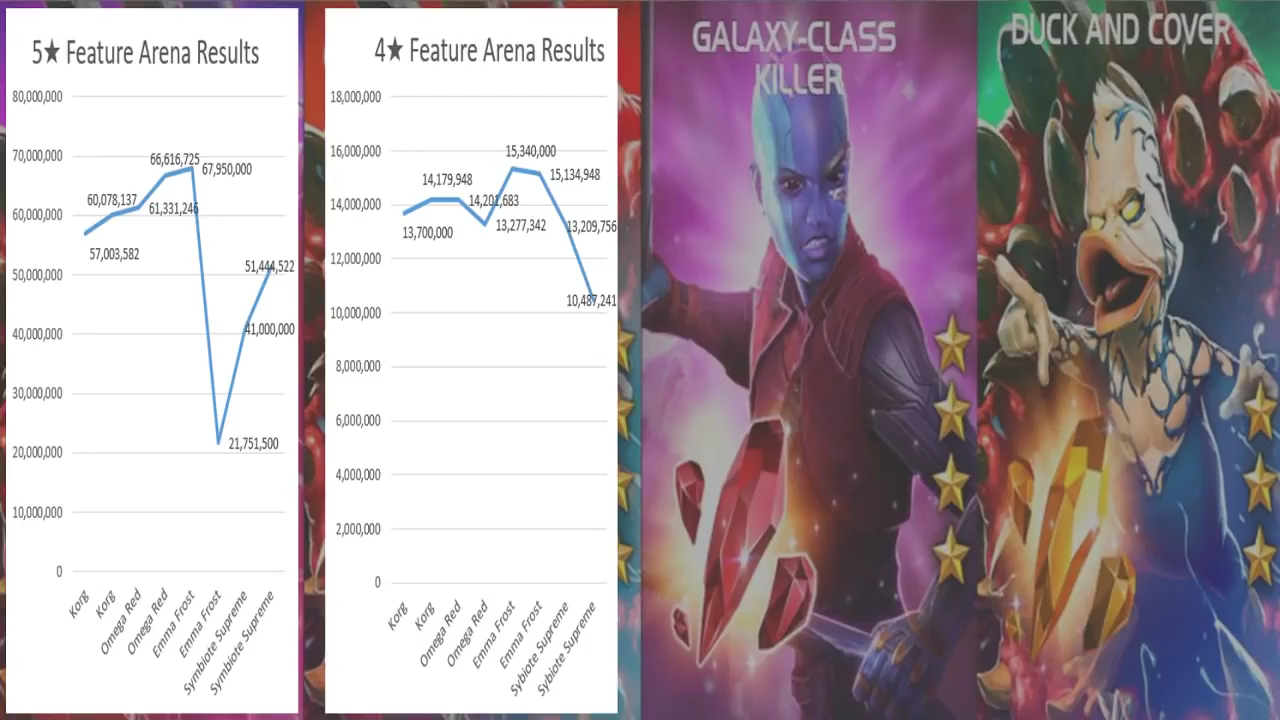 5★ Feature Arena Results
80,000,000
70,000,000
60,000,000
50,000,000
40,000,000
30,000,000
20,000,000
10,000,000
0
57,003,582
60,078,137
61,331,246
66,616,725
67,950,000
21,751,500
41,000,000
51,444,522
Korg
Korg
Omega Red
Omega Red
Emma Frost
Emma Frost
Symbiote Supreme
Symbiote Supreme
4★ Feature Arena Results
18,000,000
16,000,000
14,000,000
12,000,000
10,000,000
8,000,000
6,000,000
4,000,000
2,000,000
0
13,700,000
14,179,948
14,201,683
13,277,342
15,340,000
15,134,948
13,209,756
10,487,241
Korg
Korg
Omega Red
Omega Red
Emma Frost
Emma Frost
Sybiote Supreme
Sybiote Supreme
GALAXY-CLASS
KILLER
DUCK AND COVER